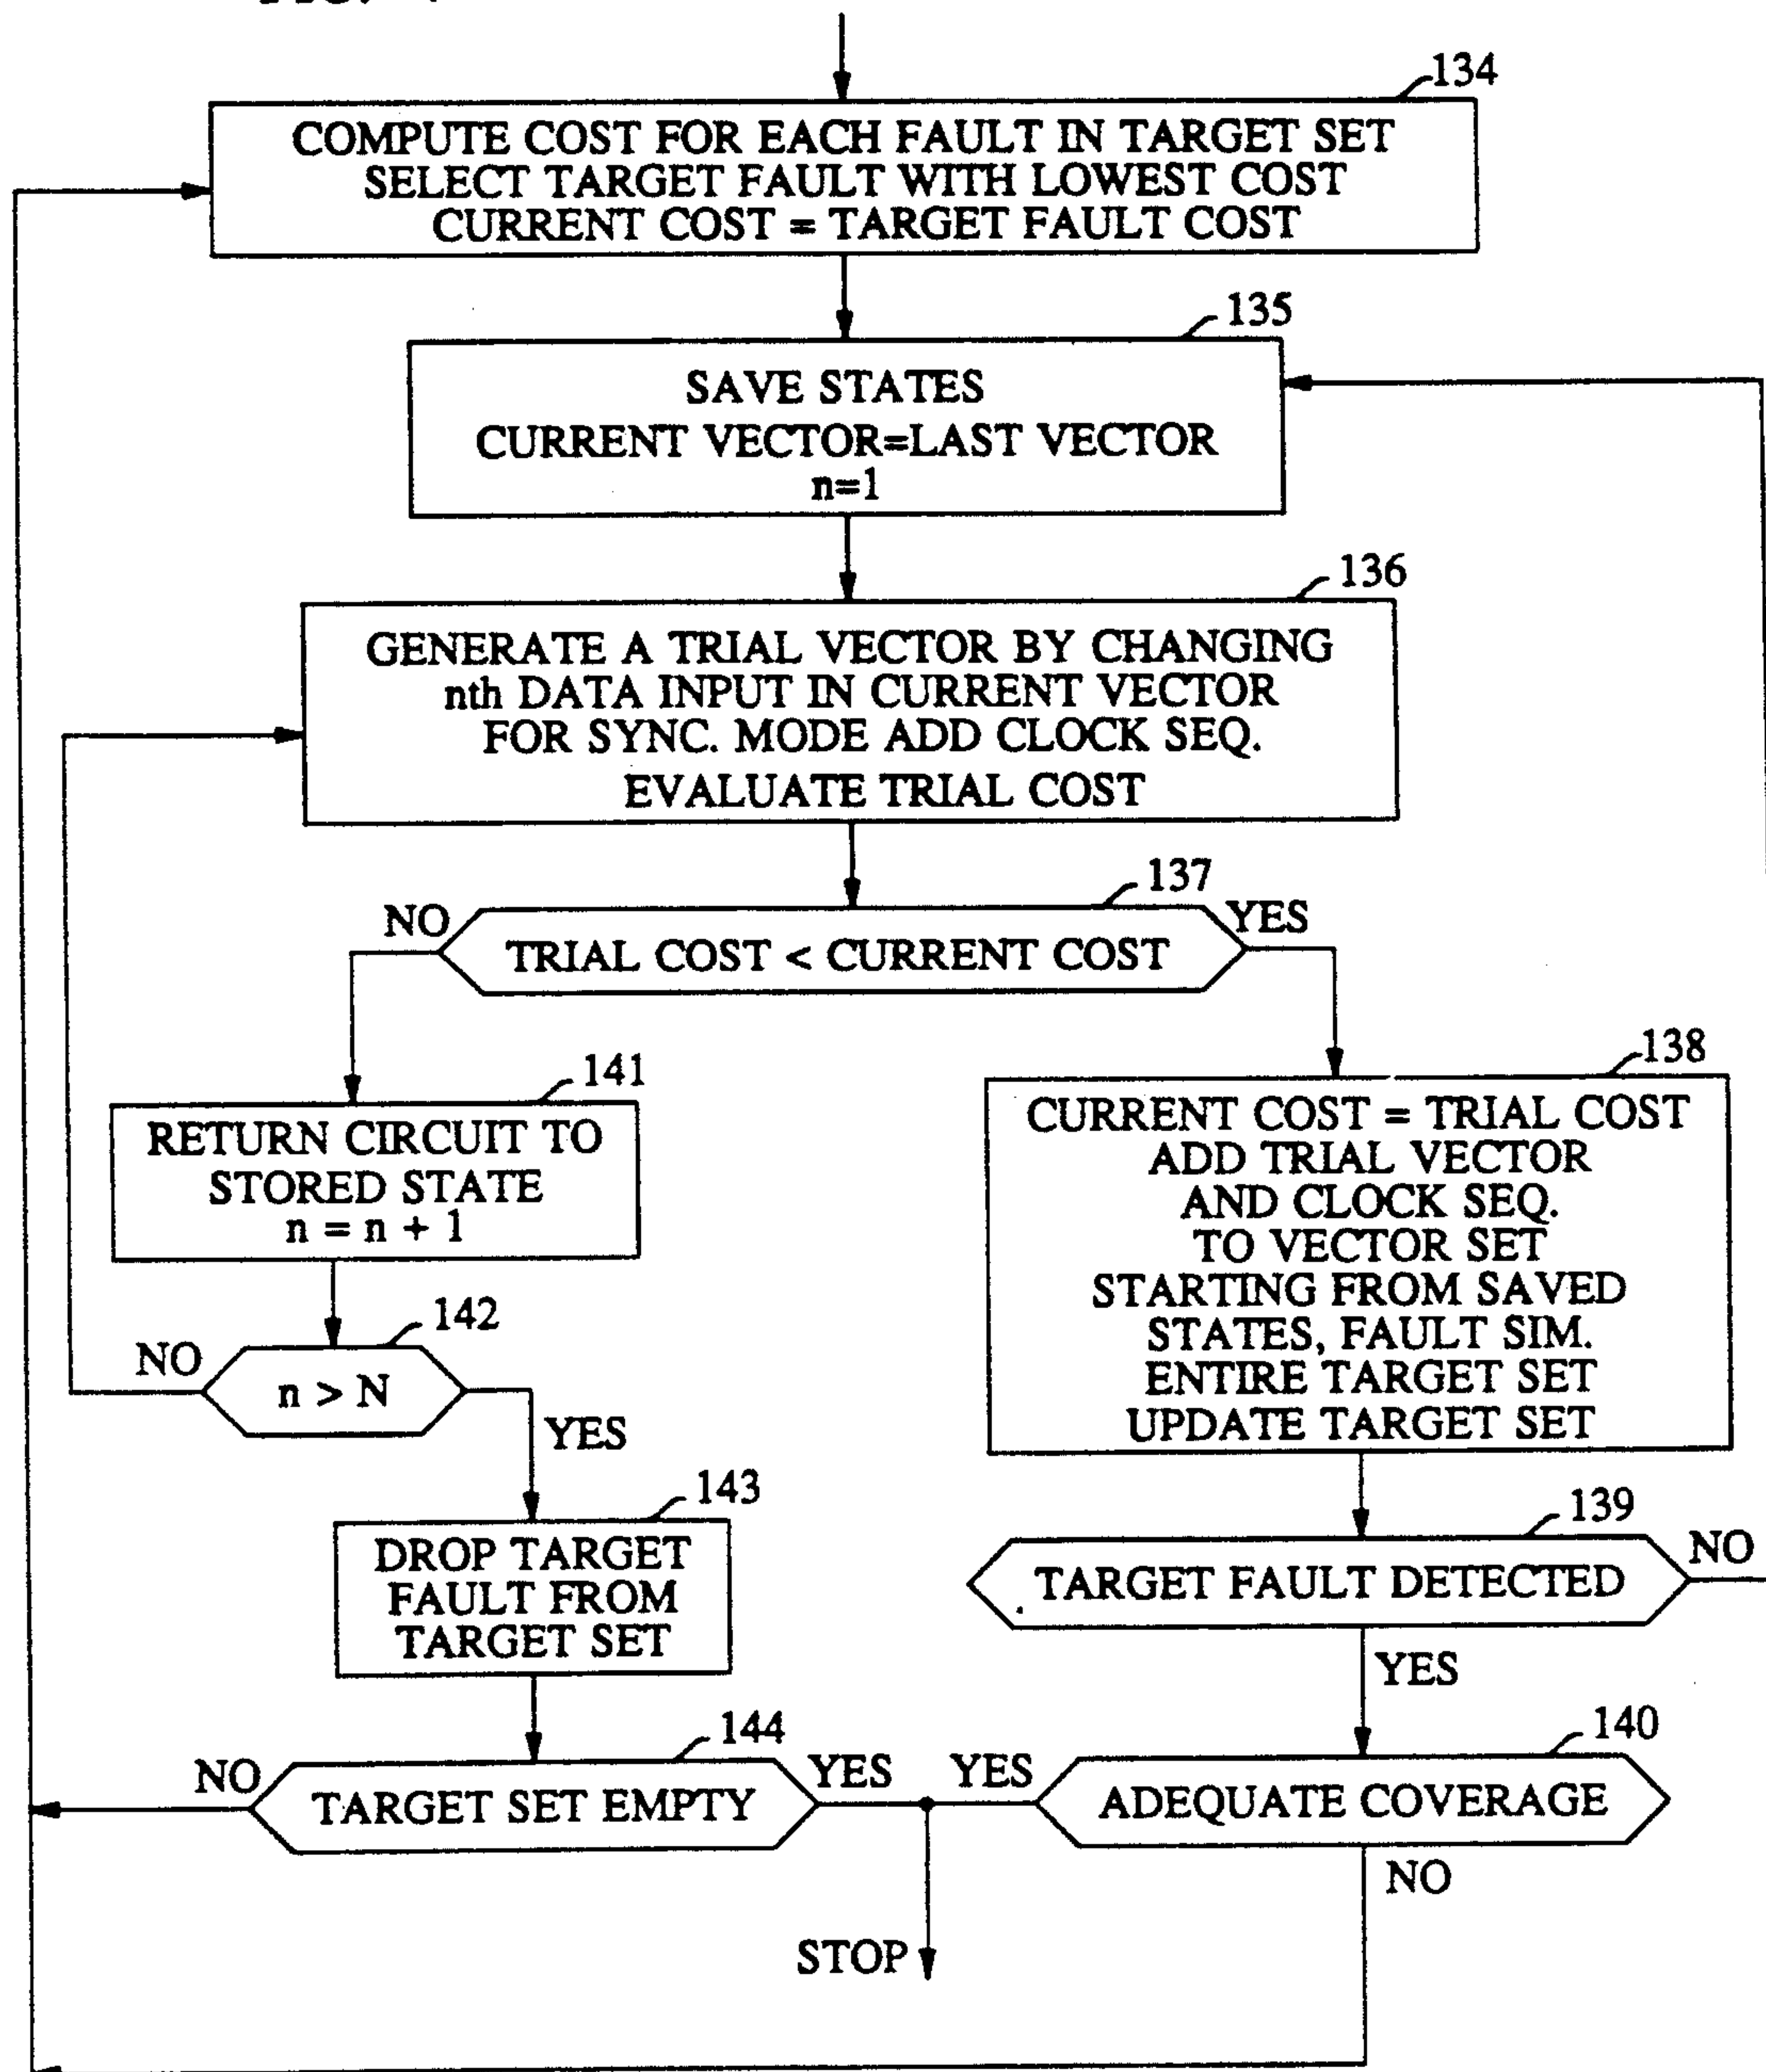 134
COMPUTE COST FOR EACH FAULT IN TARGET SET
SELECT TARGET FAULT WITH LOWEST COST
CURRENT COST = TARGET FAULT COST
135
SAVE STATES
CURRENT VECTOR=LAST VECTOR
n=1
136
GENERATE A TRIAL VECTOR BY CHANGING
nth DATA INPUT IN CURRENT VECTOR
FOR SYNC. MODE ADD CLOCK SEQ.
EVALUATE TRIAL COST
137
NO
TRIAL COST < CURRENT COST
YES
141
RETURN CIRCUIT TO
STORED STATE
n = n + 1
142
NO
n > N
YES
143
DROP TARGET
FAULT FROM
TARGET SET
144
NO
TARGET SET EMPTY
YES
138
CURRENT COST = TRIAL COST
ADD TRIAL VECTOR
AND CLOCK SEQ.
TO VECTOR SET
STARTING FROM SAVED
STATES, FAULT SIM.
ENTIRE TARGET SET
UPDATE TARGET SET
139
TARGET FAULT DETECTED
NO
YES
140
YES
ADEQUATE COVERAGE
NO
STOP